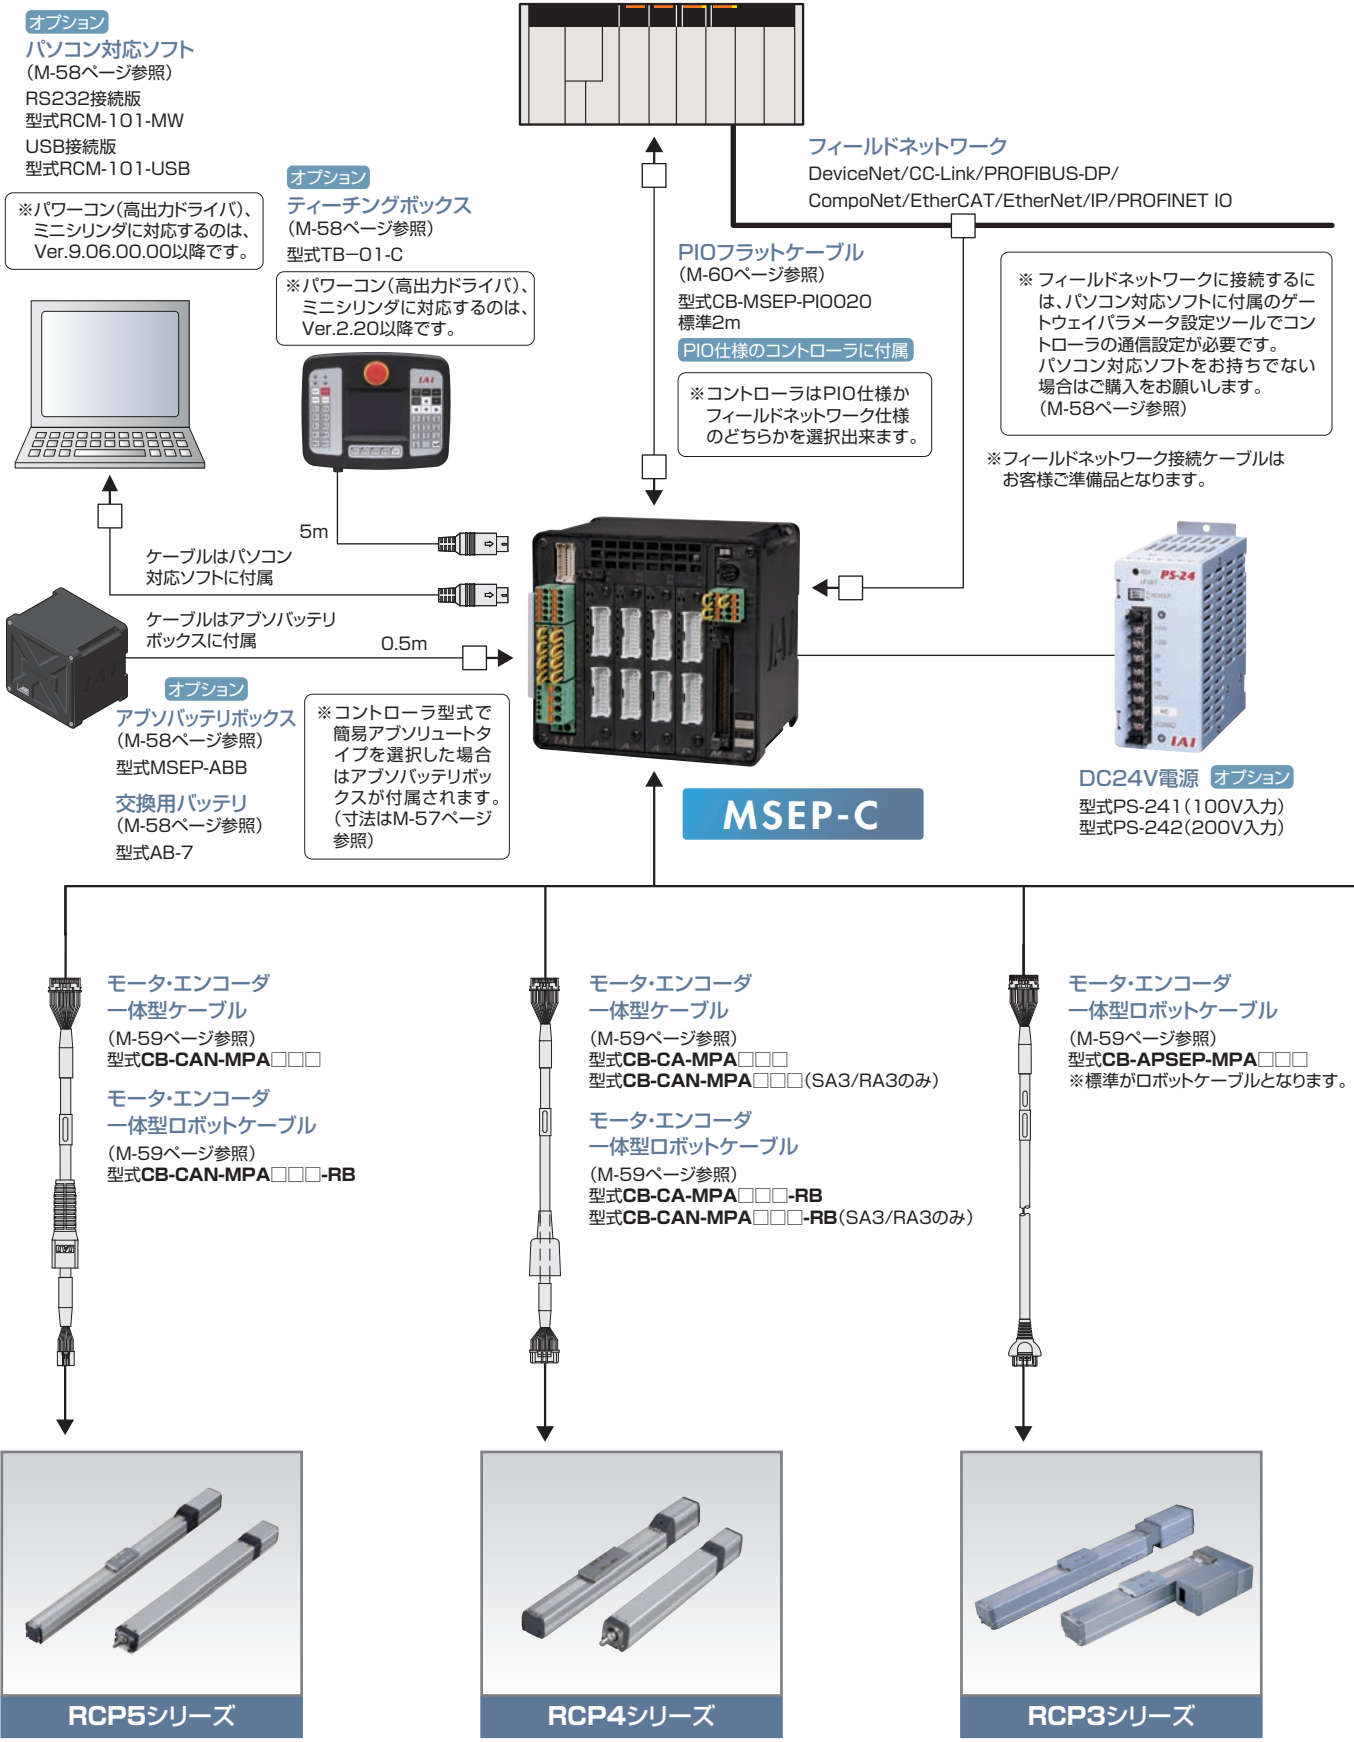 オプション
パソコン対応ソフト
(M-58ページ参照)
RS232接続版
型式RCM-101-MW
USB接続版
型式RCM-101-USB
※パワーコン(高出力ドライバ)、
ミニシリンダに対応するのは、
Ver.9.06.00.00以降です。
オプション
ティーチングボックス
(M-58ページ参照)
型式TB-01-C
※パワーコン(高出力ドライバ)、
ミニシリンダに対応するのは、
Ver.2.20以降です。
フィールドネットワーク
DeviceNet/CC-Link/PROFIBUS-DP/
CompoNet/EtherCAT/EtherNet/IP/PROFINET IO
PIOフラットケーブル
(M-60ページ参照)
型式CB-MSEP-PIO020
標準2m
PIO仕様のコントローラに付属
※コントローラはPIO仕様か
フィールドネットワーク仕様
のどちらかを選択出来ます。
※フィールドネットワークに接続するに
は、パソコン対応ソフトに付属のゲー
トウェイパラメータ設定ツールでコン
トローラの通信設定が必要です。
パソコン対応ソフトをお持ちでない
場合はご購入をお願いします。
(M-58ページ参照)
※フィールドネットワーク接続ケーブルは
お客様ご準備品となります。
IAI
5m
ケーブルはパソコン
対応ソフトに付属
ケーブルはアブソバッテリ
ボックスに付属
0.5m
オプション
アブソバッテリボックス
(M-58ページ参照)
型式MSEP-ABB
交換用バッテリ
(M-58ページ参照)
型式AB-7
※コントローラ型式で
簡易アブソリュートタ
イプを選択した場合
はアブソバッテリボッ
クスが付属されます。
(寸法はM-57ページ
参照)
IAI
IAI
MSEP-C
PS-24
IAI
DC24V電源 オプション
型式PS-241(100V入力)
型式PS-242(200V入力)
モータ・エンコーダ
一体型ケーブル
(M-59ページ参照)
型式CB-CAN-MPA□□□
モータ・エンコーダ
一体型ロボットケーブル
(M-59ページ参照)
型式CB-CAN-MPA□□□-RB
モータ・エンコーダ
一体型ケーブル
(M-59ページ参照)
型式CB-CA-MPA□□□
型式CB-CAN-MPA□□□(SA3/RA3のみ)
モータ・エンコーダ
一体型ロボットケーブル
(M-59ページ参照)
型式CB-CA-MPA□□□-RB
型式CB-CAN-MPA□□□-RB(SA3/RA3のみ)
モータ・エンコーダ
一体型ロボットケーブル
(M-59ページ参照)
型式CB-APSEP-MPA□□□
※標準がロボットケーブルとなります。
RCP5シリーズ
RCP4シリーズ
RCP3シリーズ